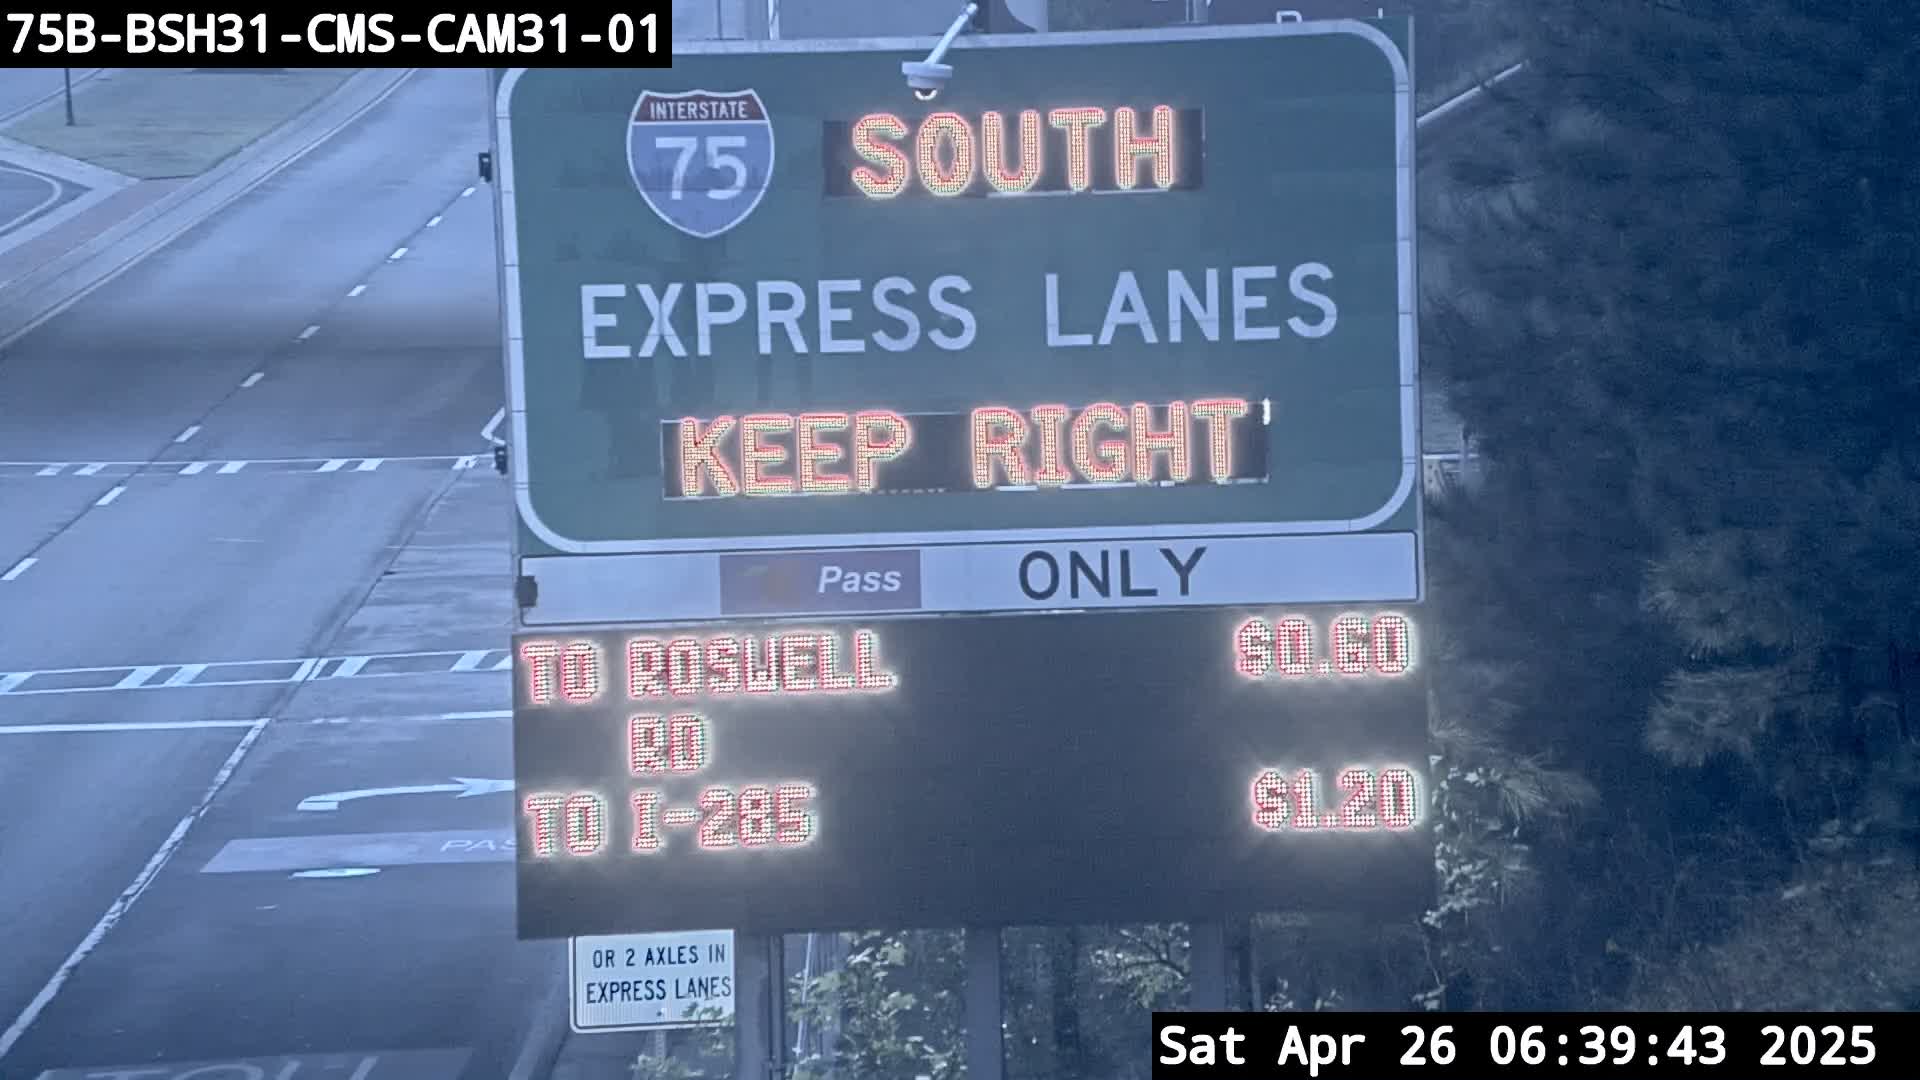 75B-BSH31-CMS-CAM31-01
INTERSTATE
75
SOUTH
EXPRESS LANES
KEEP RIGHT
Pass ONLY
TO ROSWELL $0.60
RD
TO I-285 $1.20
OR 2 AXLES IN
EXPRESS LANES
Sat Apr 26 06:39:43 2025